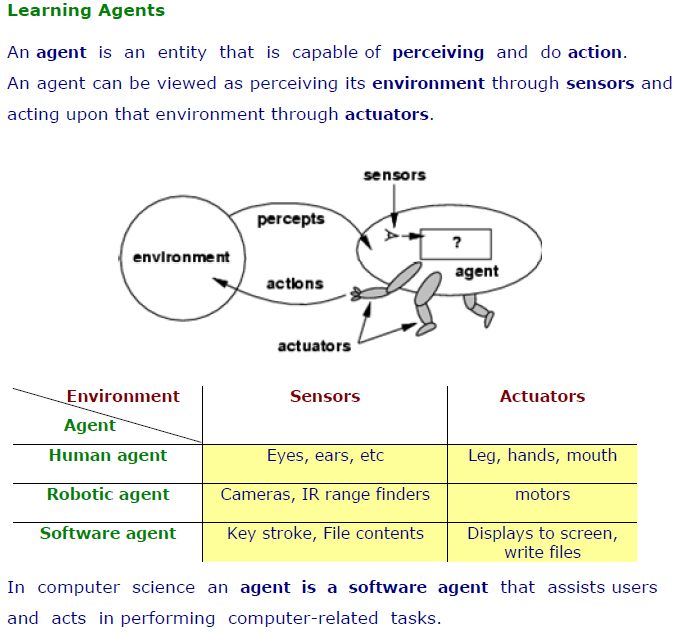 Learning Agents
An agent is an entity that is capable of perceiving and do action.
An agent can be viewed as perceiving its environment through sensors and
acting upon that environment through actuators.
sensors
percepts
?
environment
agent
actions
actuators
Environment Sensors Actuators
Agent
Human agent Eyes, ears, etc Leg, hands, mouth
Robotic agent Cameras, IR range finders motors
Software agent Key stroke, File contents Displays to screen,
write files
In computer science an agent is a software agent that assists users
and acts in performing computer-related tasks.